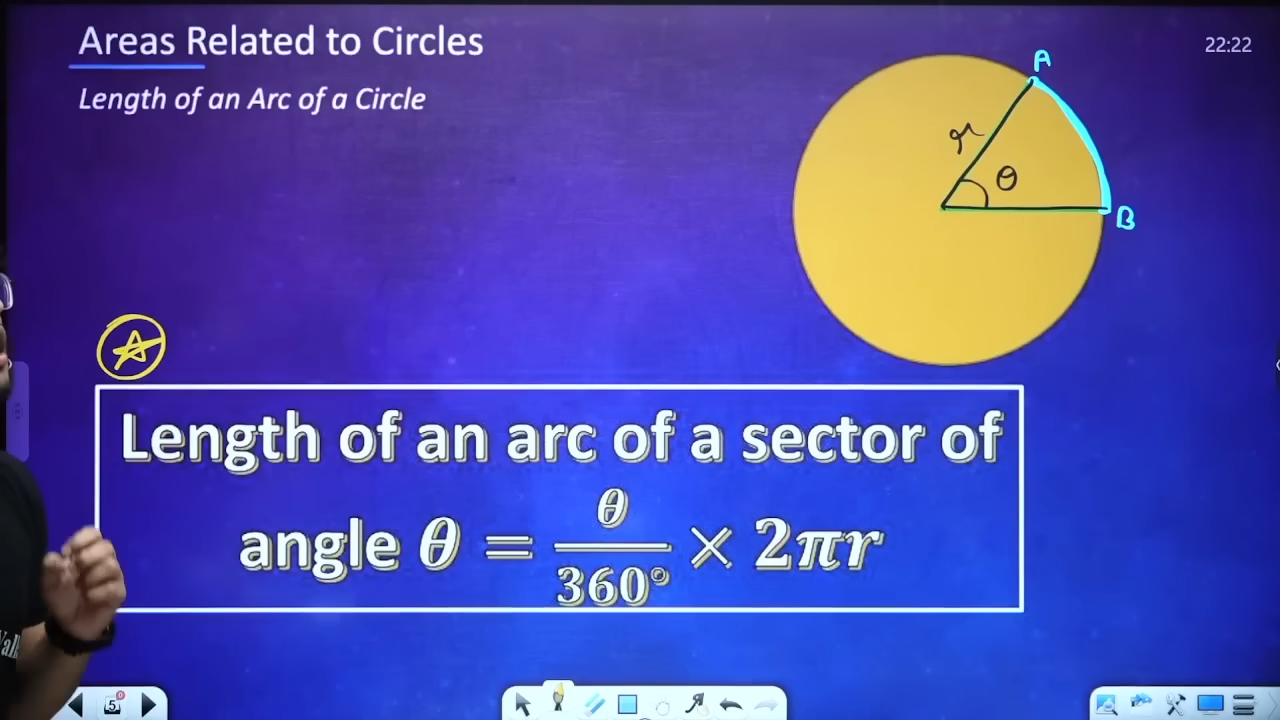 Areas Related to Circles
22:22
Length of an Arc of a Circle
A
r
θ
B
Length of an arc of a sector of
angle θ = θ/360° × 2πr
5
0